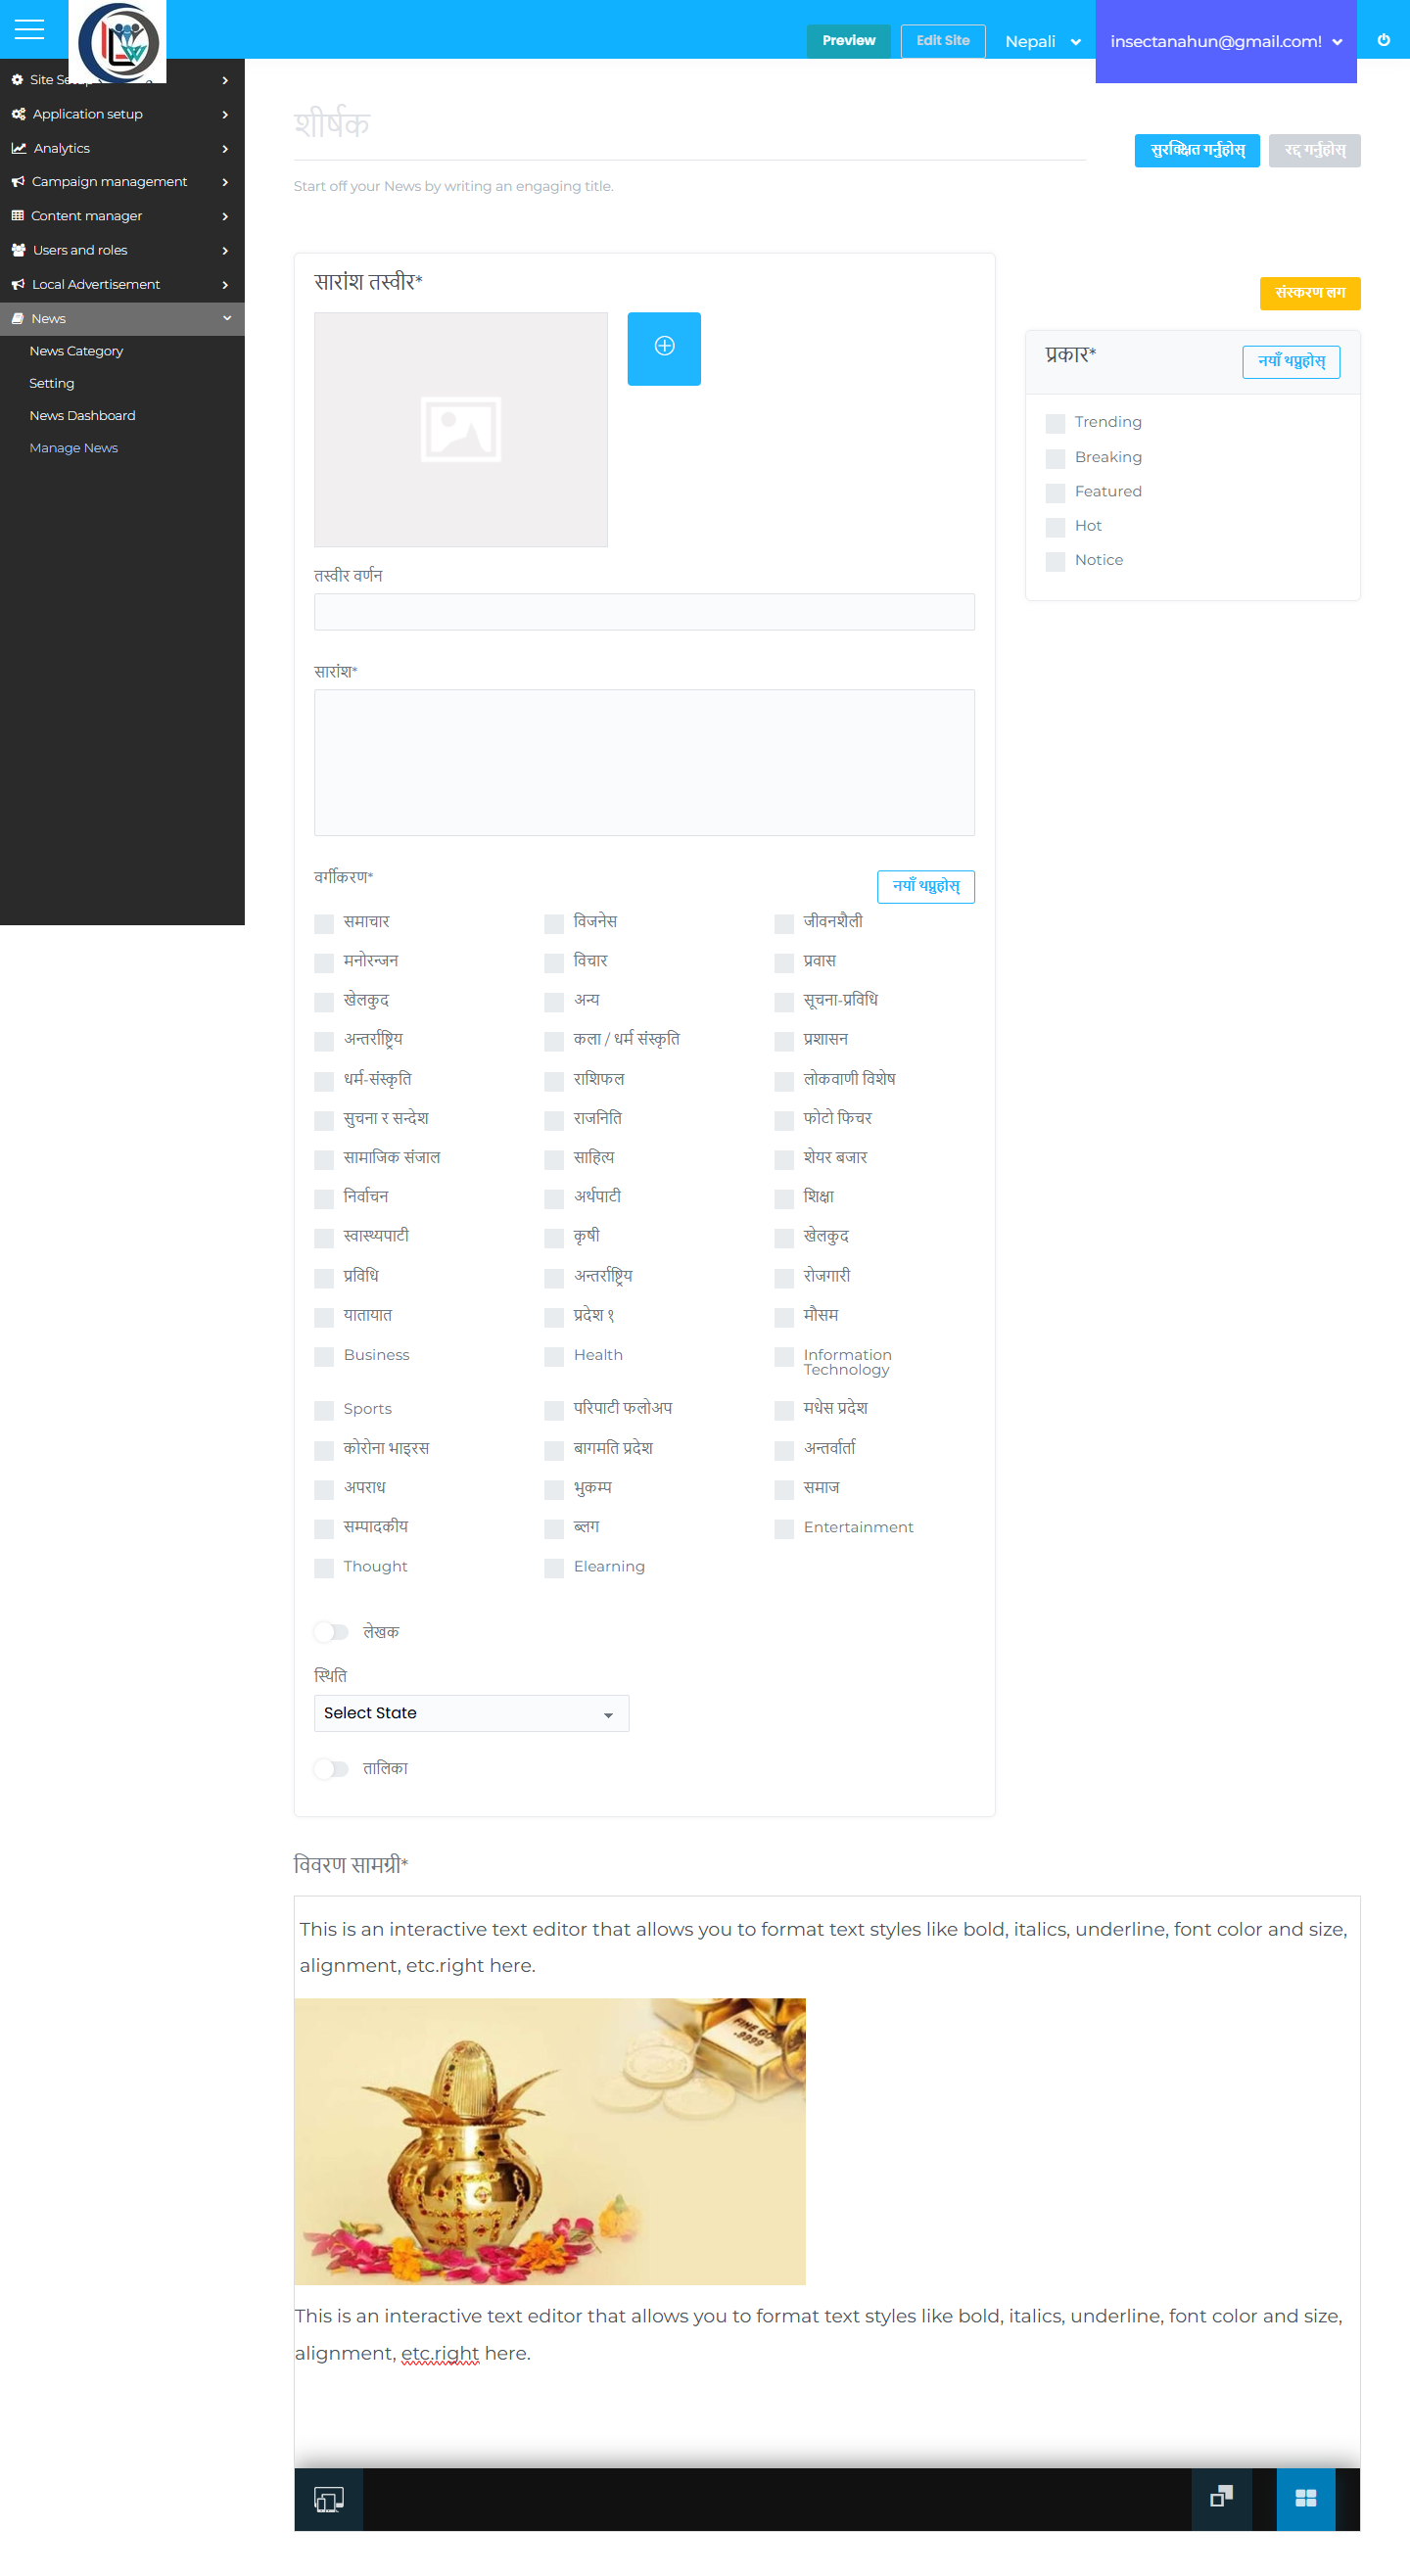 Preview
Edit Site
Nepali
insectanahun@gmail.com!
Site Setup
Application setup
Analytics
Campaign management
Content manager
Users and roles
Local Advertisement
News
News Category
Setting
News Dashboard
Manage News
शीर्षक
सुरक्षित गर्नुहोस्
रद्द गर्नुहोस्
Start off your News by writing an engaging title.
सारांश तस्वीर*
संस्करण लग
प्रकार*
नयाँ थप्नुहोस्
Trending
Breaking
Featured
Hot
Notice
तस्वीर वर्णन
सारांश*
वर्गीकरण*
नयाँ थप्नुहोस्
समाचार विजनेस जीवनशैली
मनोरन्जन विचार प्रवास
खेलकुद अन्य सूचना-प्रविधि
अन्तर्राष्ट्रिय कला / धर्म संस्कृति प्रशासन
धर्म-संस्कृति राशिफल लोकवाणी विशेष
सुचना र सन्देश राजनिति फोटो फिचर
सामाजिक संजाल साहित्य शेयर बजार
निर्वाचन अर्थपाटी शिक्षा
स्वास्थ्यपाटी कृषी खेलकुद
प्रविधि अन्तर्राष्ट्रिय रोजगारी
यातायात प्रदेश १ मौसम
Business Health Information
Technology
Sports परिपाटी फलोअप मधेस प्रदेश
कोरोना भाइरस बागमति प्रदेश अन्तर्वार्ता
अपराध भुकम्प समाज
सम्पादकीय ब्लग Entertainment
Thought Elearning
लेखक
स्थिति
Select State
तालिका
विवरण सामग्री*
This is an interactive text editor that allows you to format text styles like bold, italics, underline, font color and size,
alignment, etc.right here.
FINE GOLD
.9999
This is an interactive text editor that allows you to format text styles like bold, italics, underline, font color and size,
alignment, etc.right here.